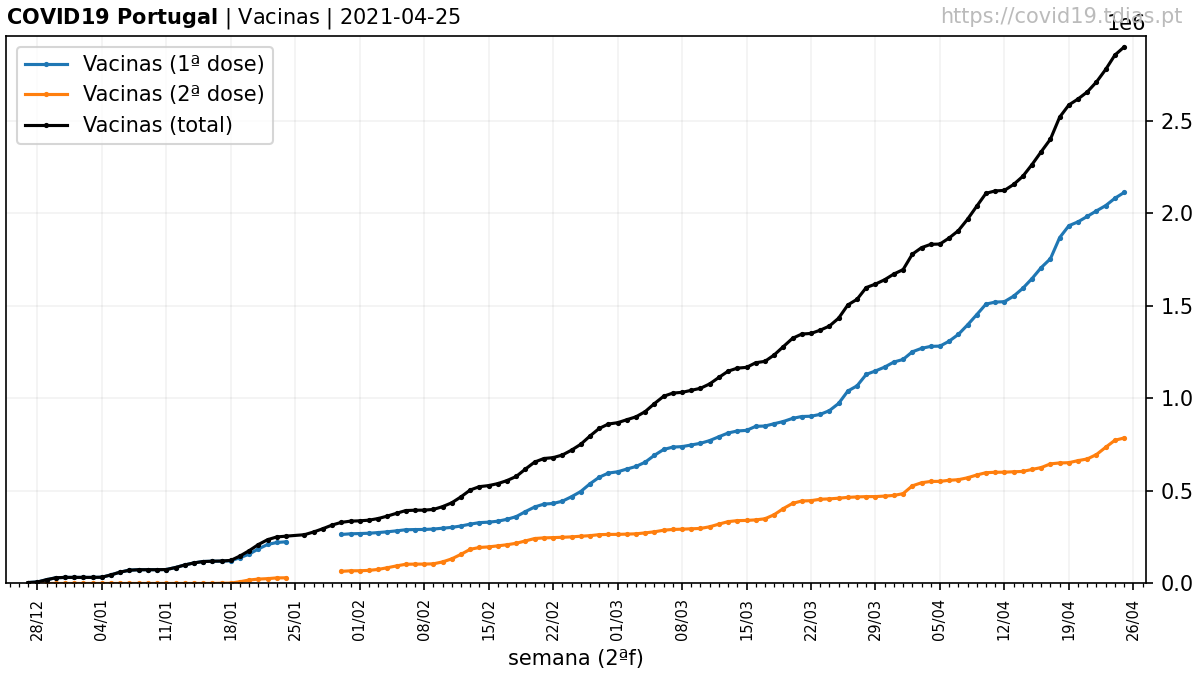 COVID19 Portugal | Vacinas | 2021-04-25
https://covid19.tdias.pt
1e6
Vacinas (1ª dose)
Vacinas (2ª dose)
Vacinas (total)
2.5
2.0
1.5
1.0
0.5
0.0
28/12 04/01 11/01 18/01 25/01 01/02 08/02 15/02 22/02 01/03 08/03 15/03 22/03 29/03 05/04 12/04 19/04 26/04
semana (2ªf)